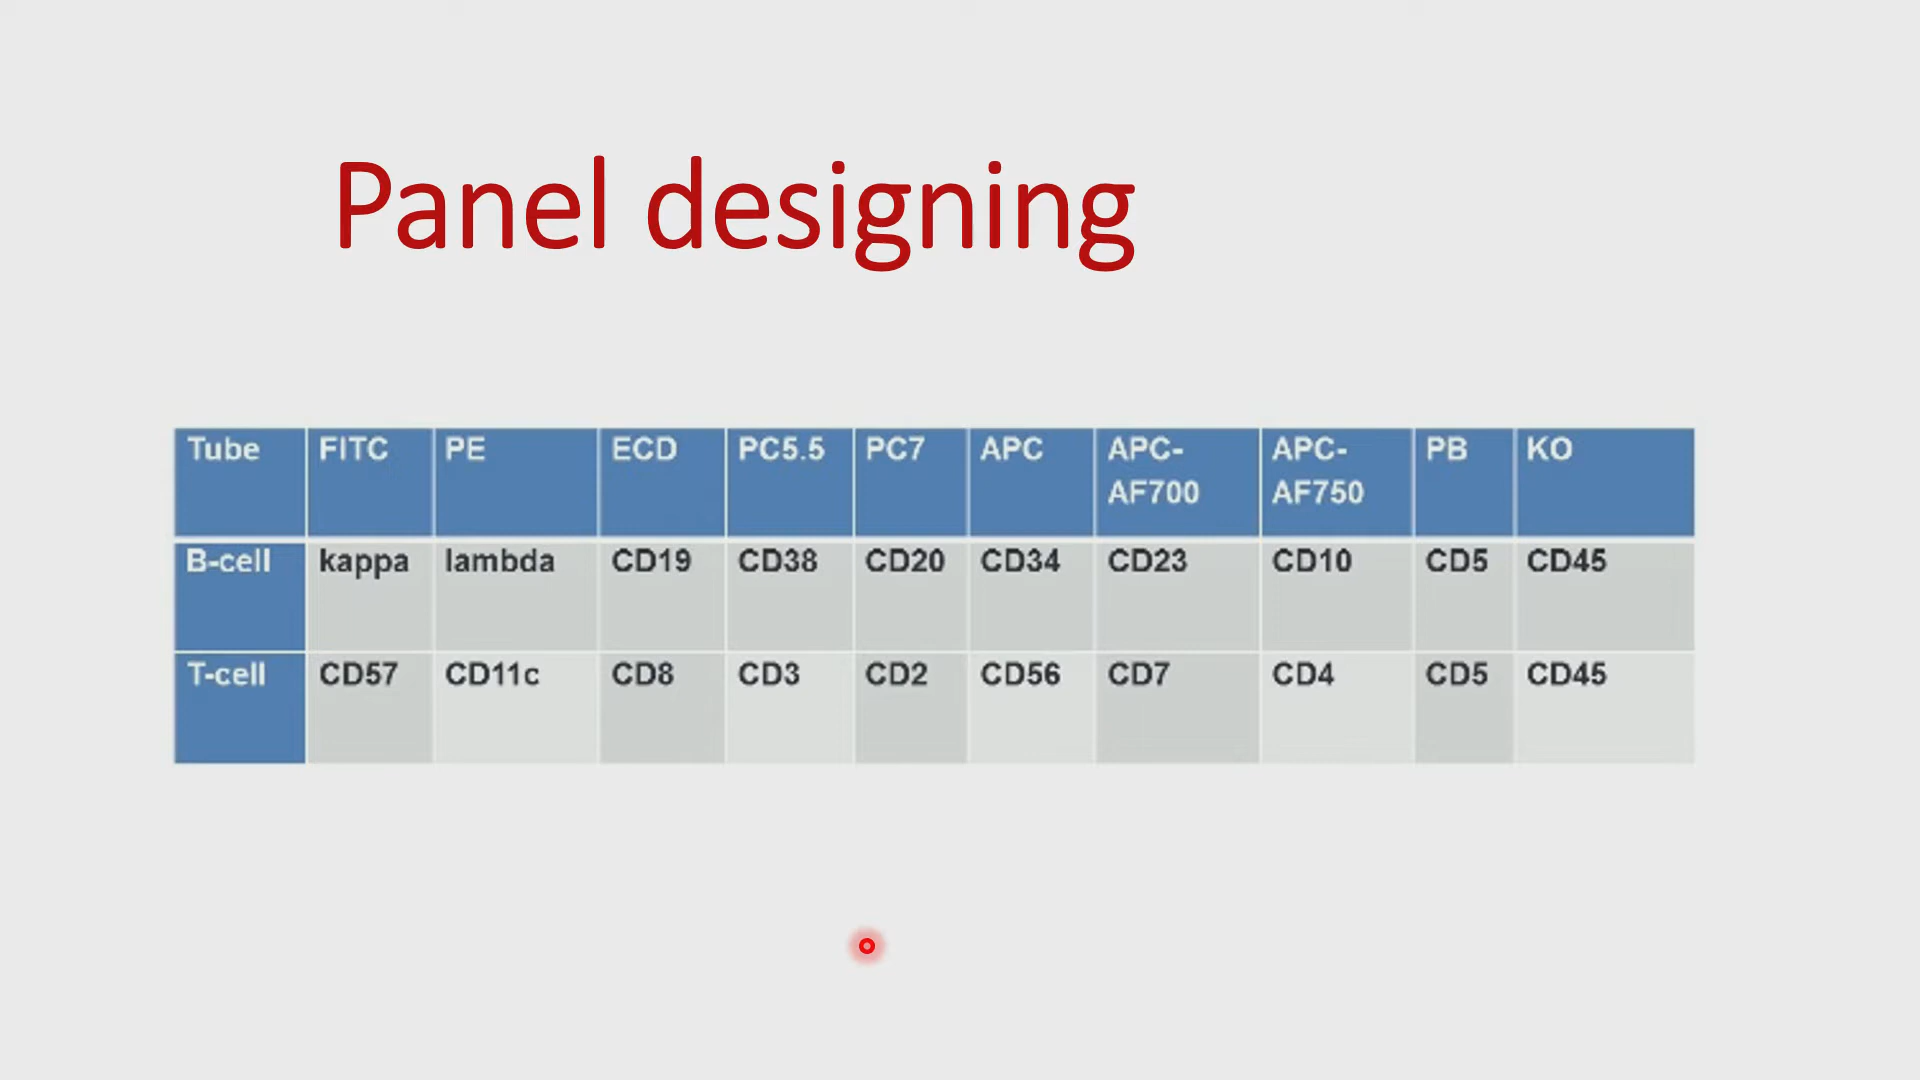 Panel designing
Tube FITC PE ECD PC5.5 PC7 APC APC-AF700 APC-AF750 PB KO
B-cell kappa lambda CD19 CD38 CD20 CD34 CD23 CD10 CD5 CD45
T-cell CD57 CD11c CD8 CD3 CD2 CD56 CD7 CD4 CD5 CD45